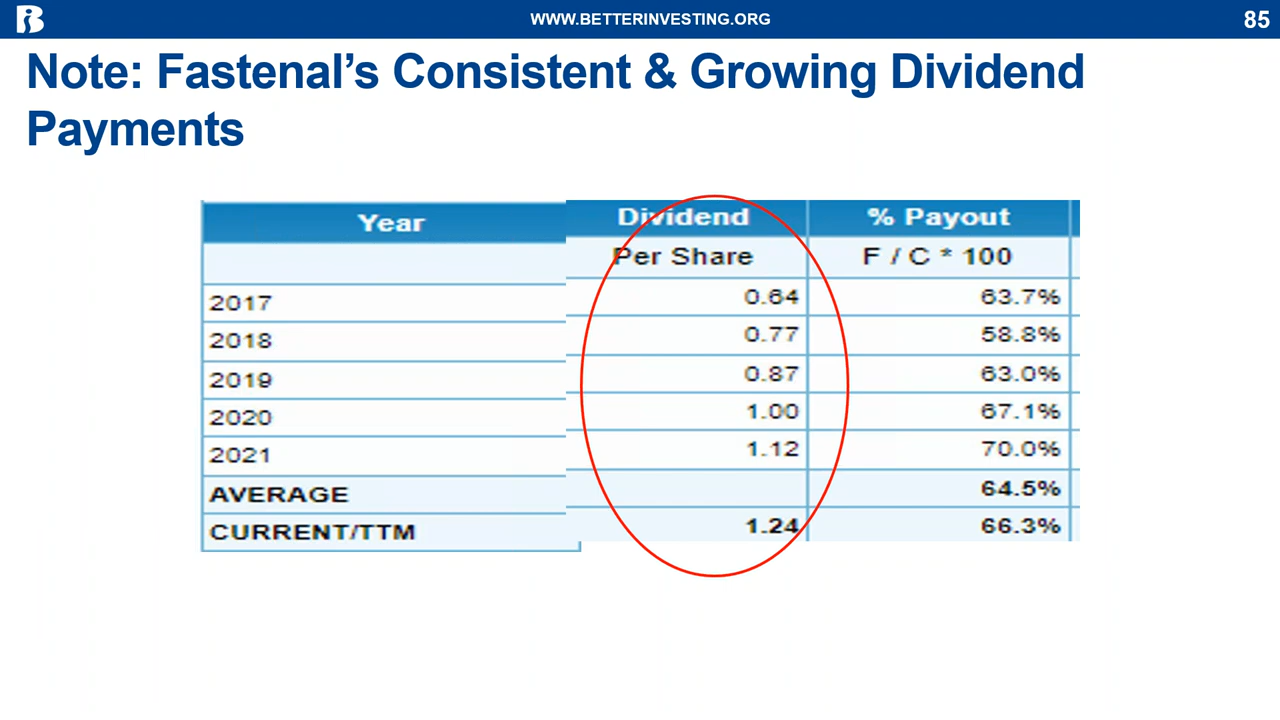 WWW.BETTERINVESTING.ORG 85
Note: Fastenal’s Consistent & Growing Dividend
Payments
Year Dividend % Payout
Per Share F / C * 100
2017 0.64 63.7%
2018 0.77 58.8%
2019 0.87 63.0%
2020 1.00 67.1%
2021 1.12 70.0%
AVERAGE 64.5%
CURRENT/TTM 1.24 66.3%